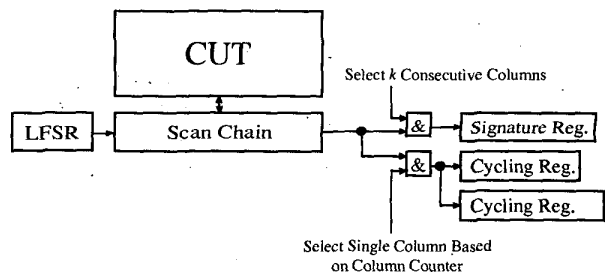 CUT
Select k Consecutive Columns
LFSR
Scan Chain
&
Signature Reg.
&
Cycling Reg.
Cycling Reg.
Select Single Column Based
on Column Counter